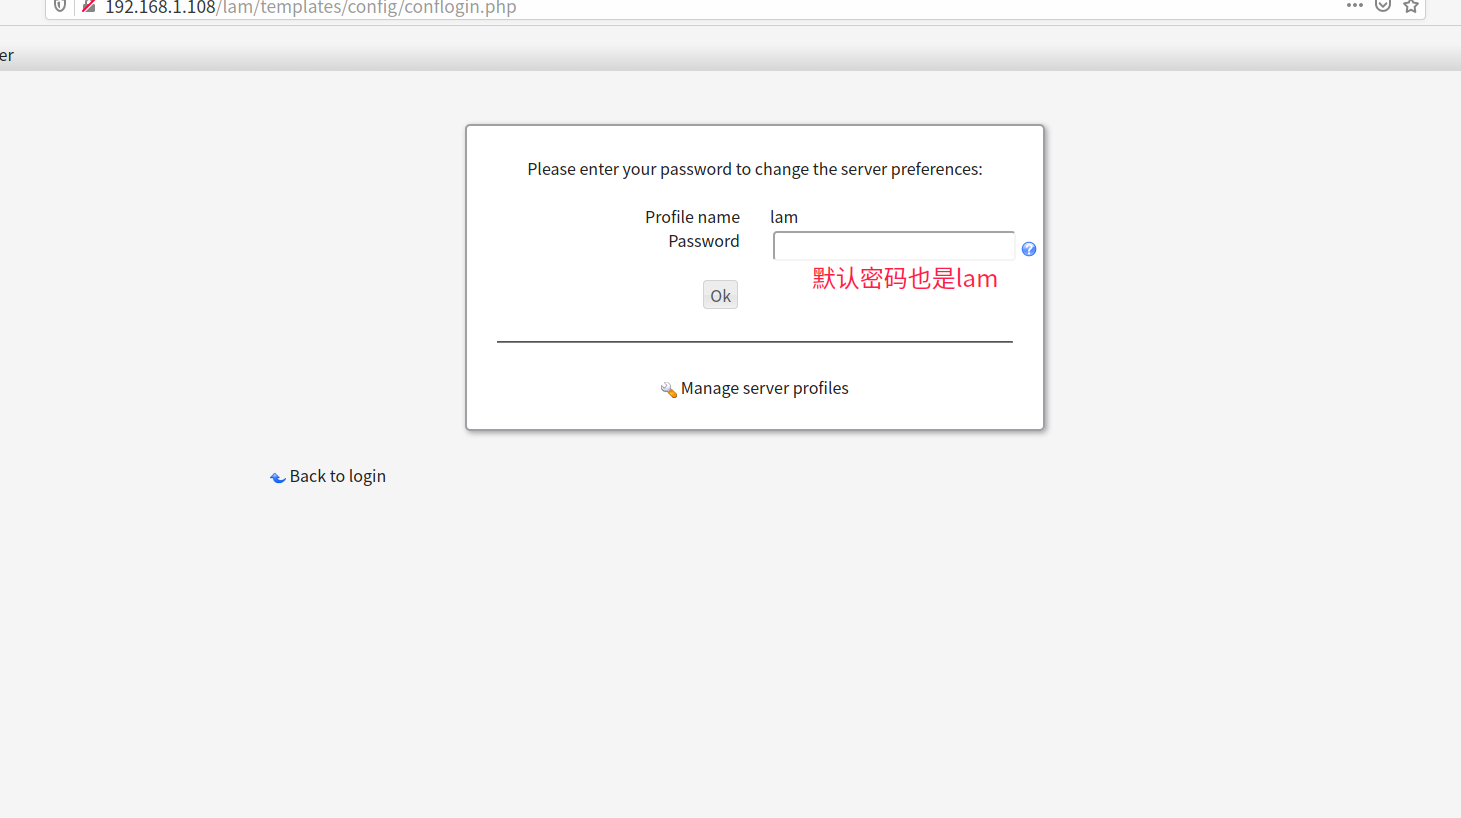 192.168.1.108/lam/templates/config/conflogin.php
er
Please enter your password to change the server preferences:
Profile name lam
Password
默认密码也是lam
Ok
Manage server profiles
Back to login